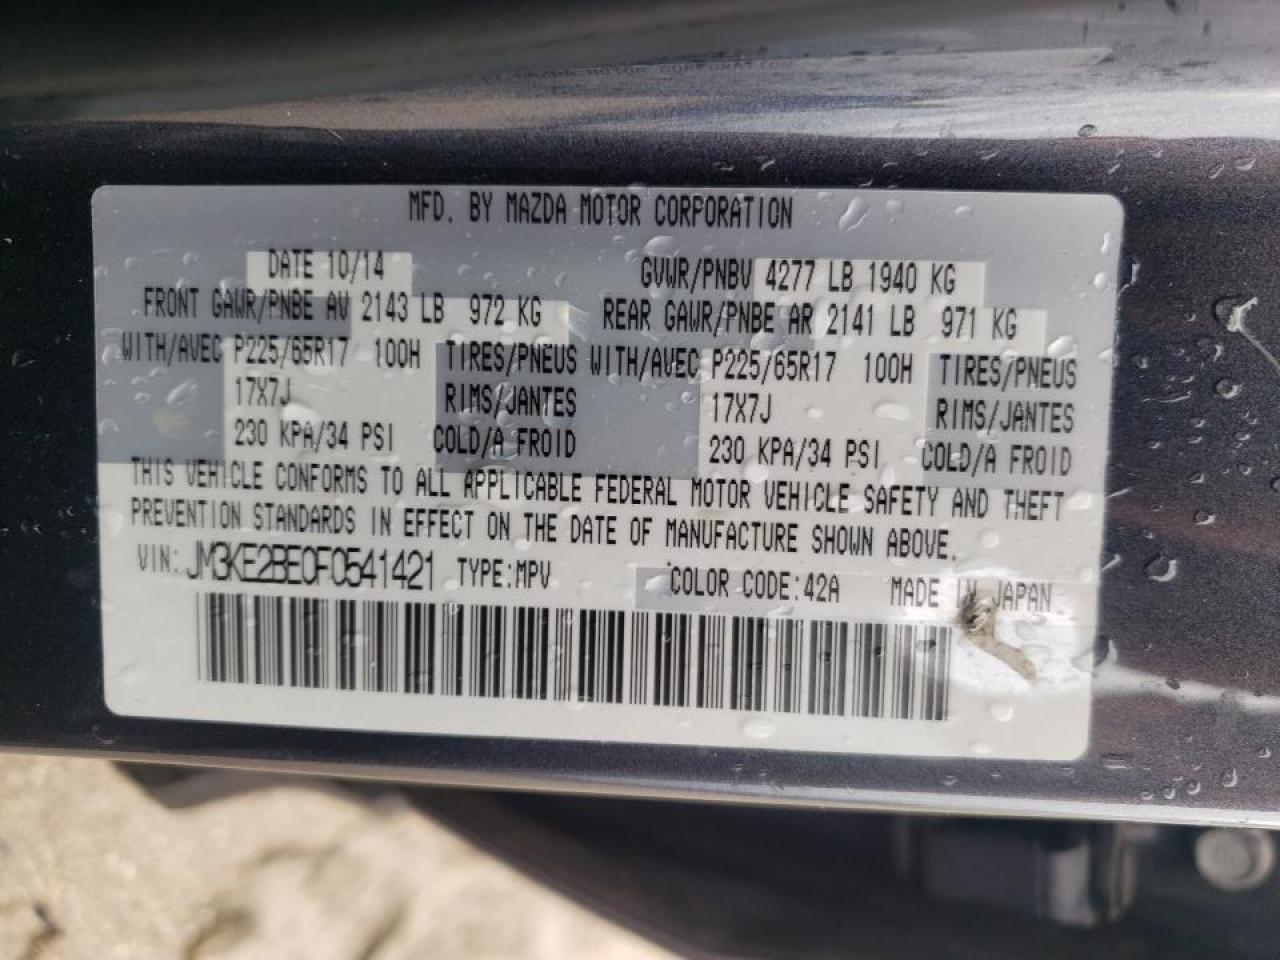 MFD. BY MAZDA MOTOR CORPORATION
DATE 10/14 GVWR/PNBV 4277 LB 1940 KG
FRONT GAWR/PNBE AV 2143 LB 972 KG REAR GAWR/PNBE AR 2141 LB 971 KG
WITH/AVEC P225/65R17 100H TIRES/PNEUS WITH/AVEC P225/65R17 100H TIRES/PNEUS
17X7J RIMS/JANTES 17X7J RIMS/JANTES
230 KPA/34 PSI COLD/A FROID 230 KPA/34 PSI COLD/A FROID
THIS VEHICLE CONFORMS TO ALL APPLICABLE FEDERAL MOTOR VEHICLE SAFETY AND THEFT
PREVENTION STANDARDS IN EFFECT ON THE DATE OF MANUFACTURE SHOWN ABOVE.
VIN: JM3KE2BE0F0541421 TYPE:MPV COLOR CODE:42A MADE IN JAPAN